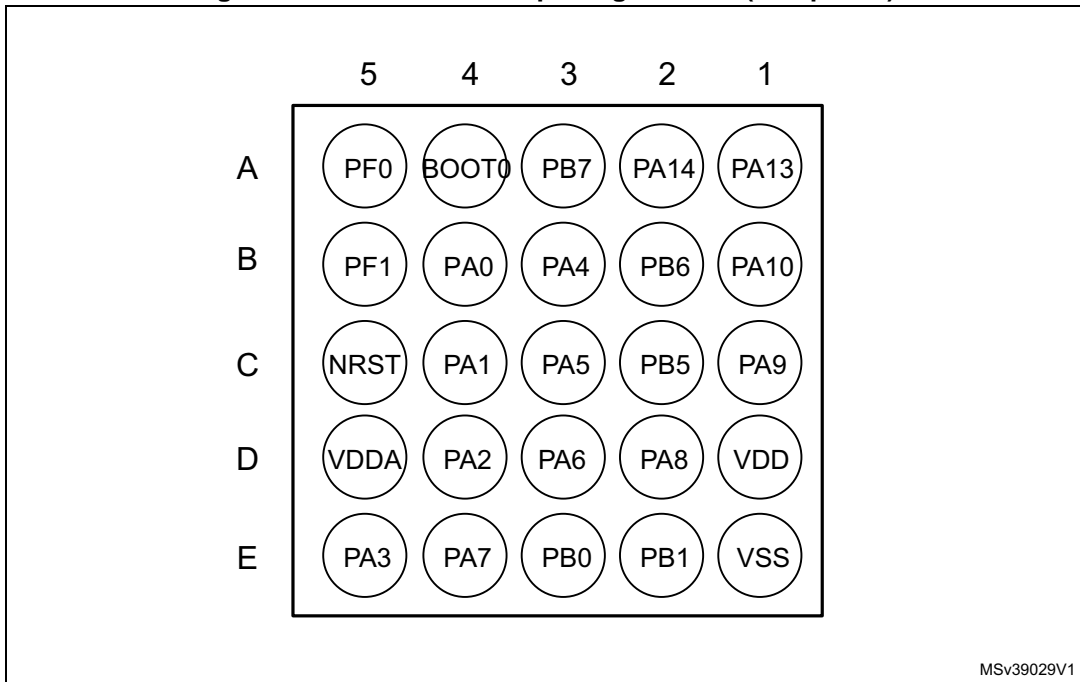 5 4 3 2 1
A PF0 BOOT0 PB7 PA14 PA13
B PF1 PA0 PA4 PB6 PA10
C NRST PA1 PA5 PB5 PA9
D VDDA PA2 PA6 PA8 VDD
E PA3 PA7 PB0 PB1 VSS
MSv39029V1